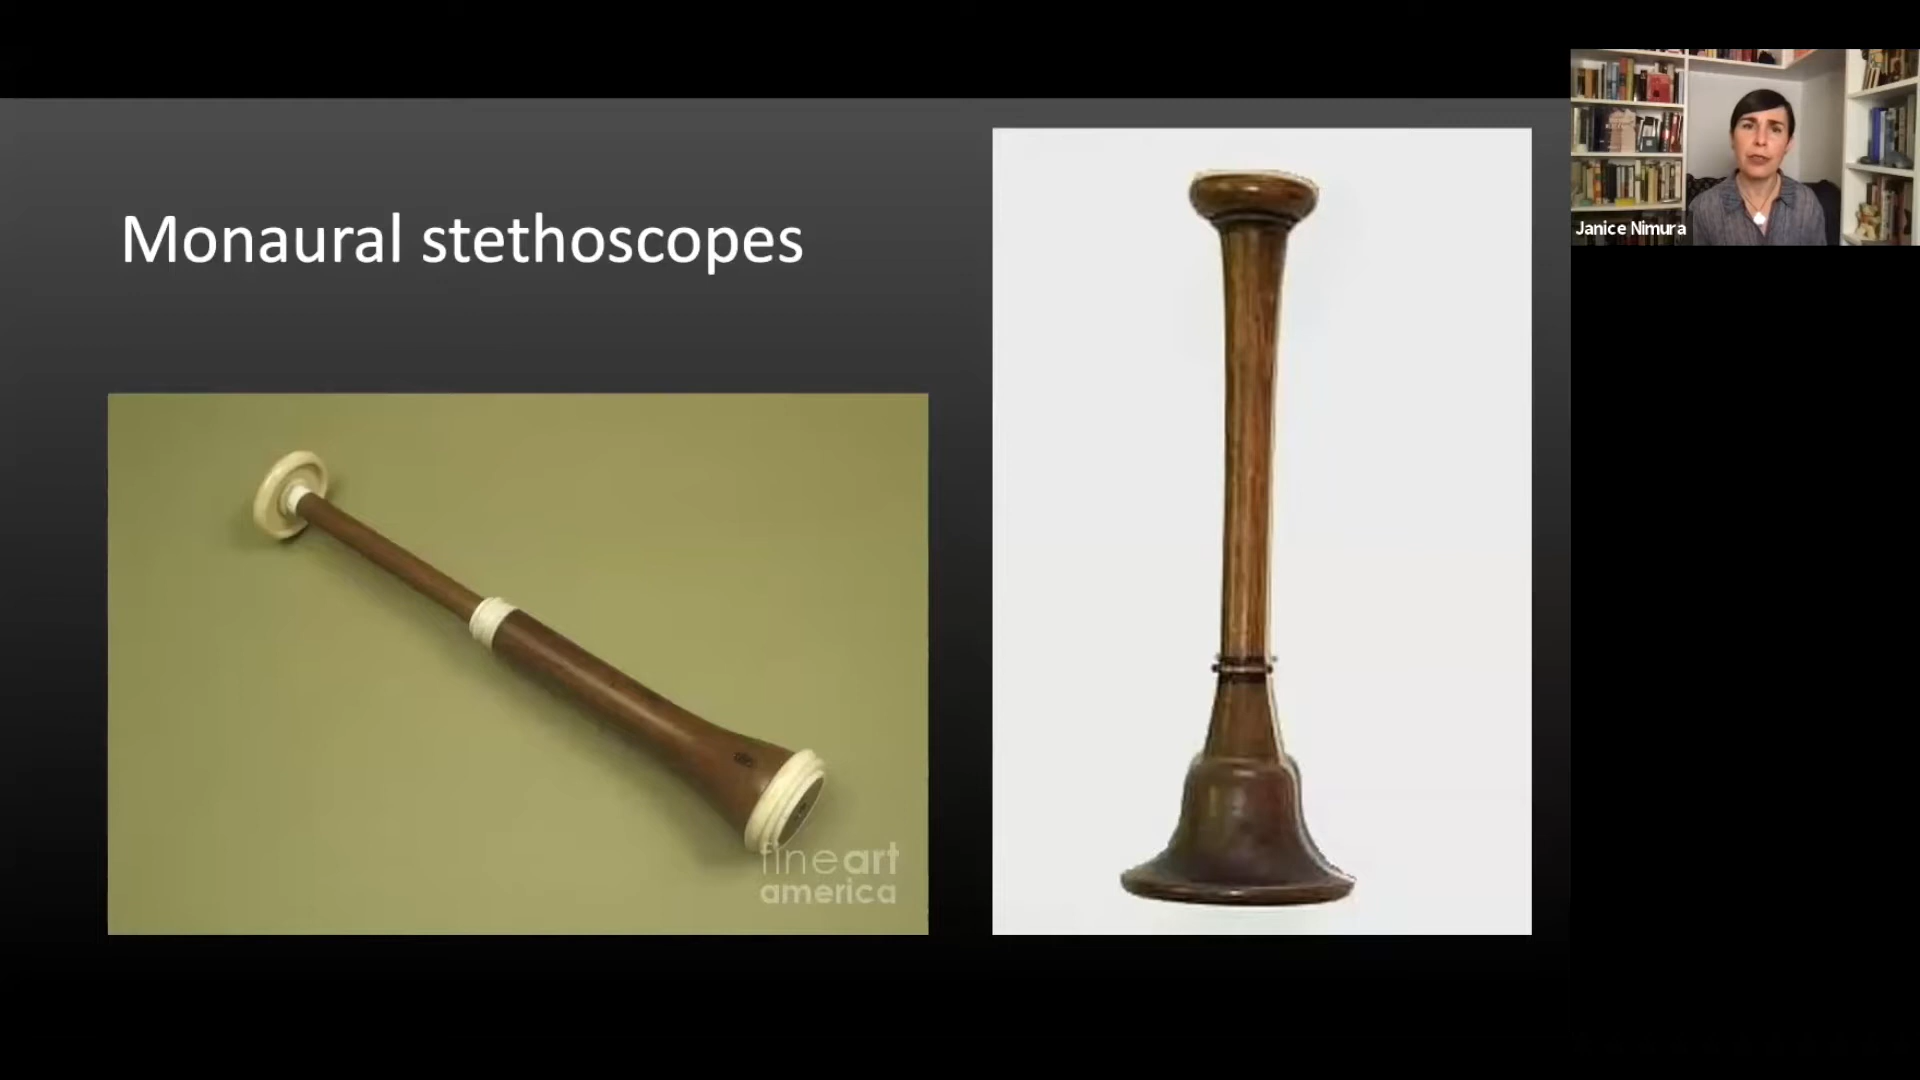 Monaural stethoscopes
Janice Nimura
fineart
america